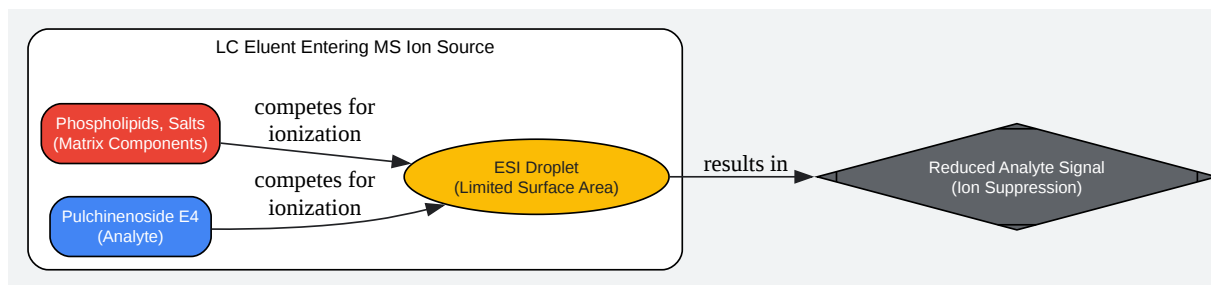 LC Eluent Entering MS Ion Source
Phospholipids, Salts
(Matrix Components)
competes for
ionization
Pulchinenoside E4
(Analyte)
competes for
ionization
ESI Droplet
(Limited Surface Area)
results in
Reduced Analyte Signal
(Ion Suppression)